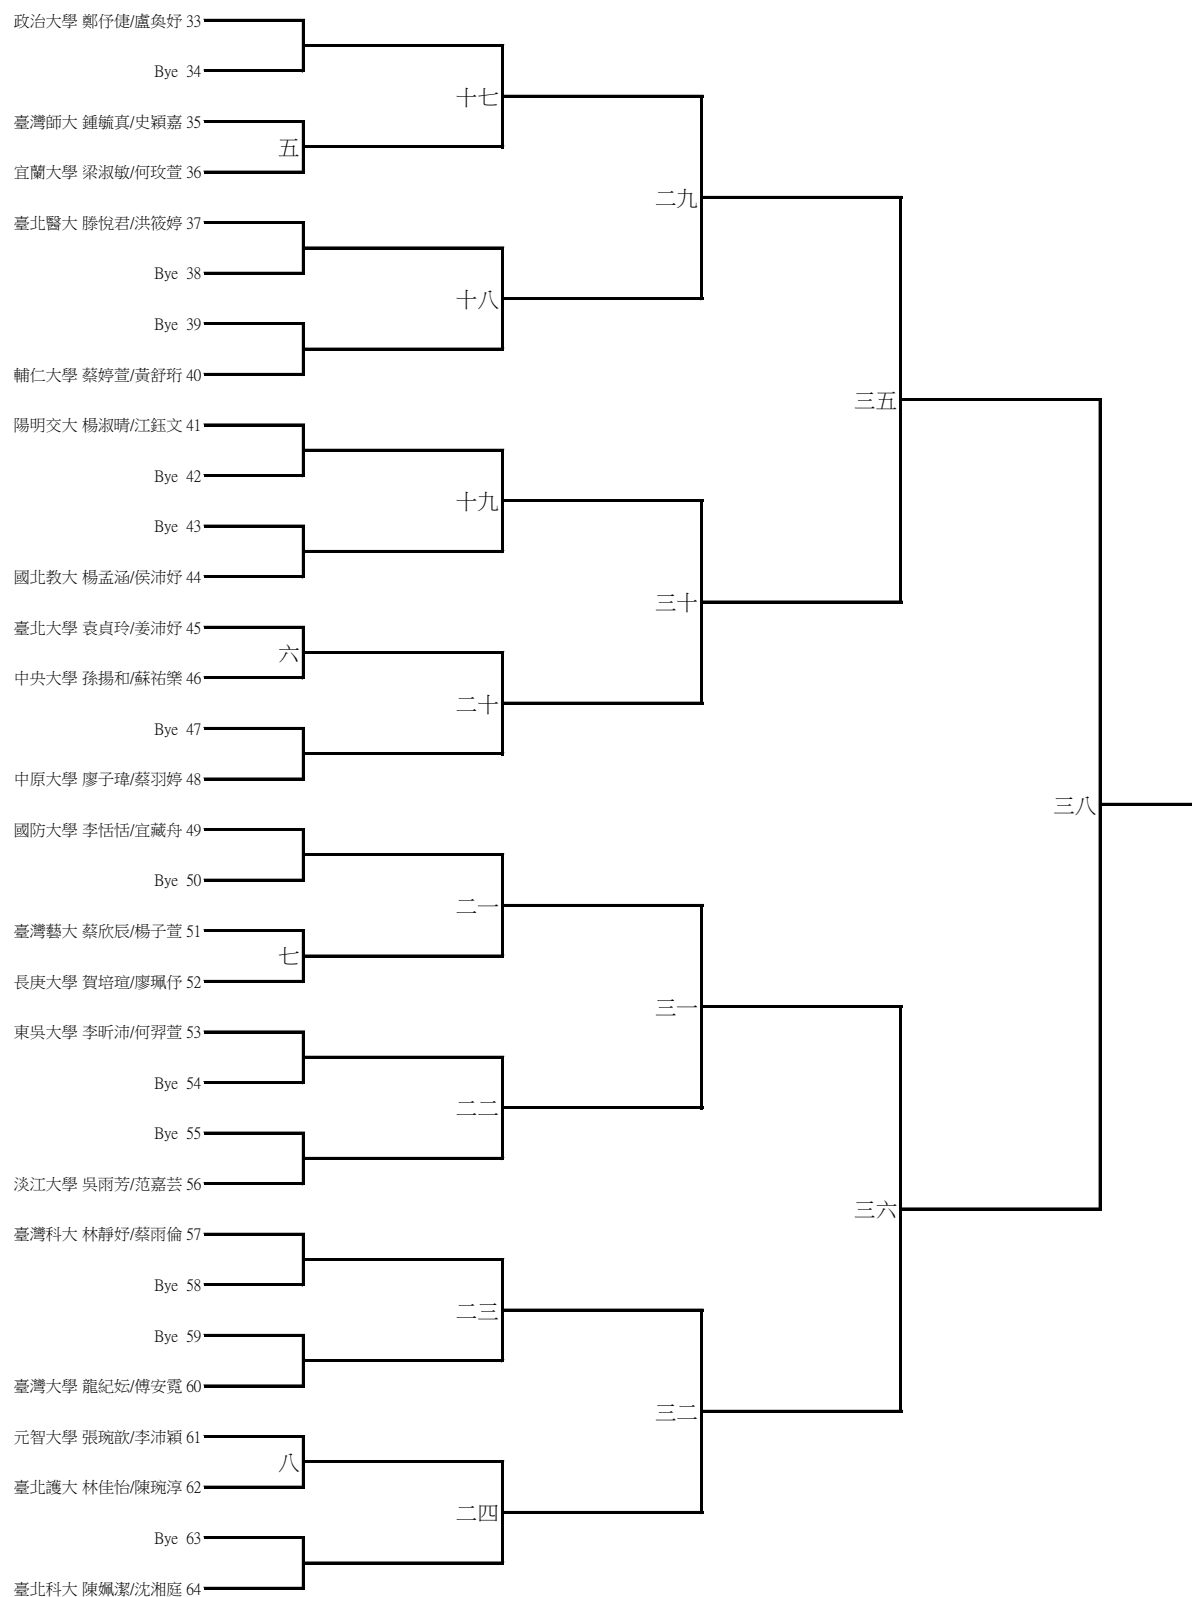 政治大學 鄭伃倢/盧奐妤 33
Bye 34
十七
臺灣師大 鍾毓真/史穎嘉 35
五
宜蘭大學 梁淑敏/何玫萱 36
二九
臺北醫大 滕悅君/洪筱婷 37
Bye 38
十八
Bye 39
輔仁大學 蔡婷萱/黃舒珩 40
三五
陽明交大 楊淑晴/江鈺文 41
Bye 42
十九
Bye 43
國北教大 楊孟涵/侯沛妤 44
三十
臺北大學 袁貞玲/姜沛妤 45
六
中央大學 孫揚和/蘇祐樂 46
二十
Bye 47
中原大學 廖子瑋/蔡羽婷 48
三八
國防大學 李恬恬/宜藏舟 49
Bye 50
二一
臺灣藝大 蔡欣辰/楊子萱 51
七
長庚大學 賀培瑄/廖珮伃 52
三一
東吳大學 李昕沛/何羿萱 53
Bye 54
二二
Bye 55
淡江大學 吳雨芳/范嘉芸 56
三六
臺灣科大 林靜妤/蔡雨倫 57
Bye 58
二三
Bye 59
臺灣大學 龍紀妘/傅安霓 60
三二
元智大學 張琬歆/李沛穎 61
八
臺北護大 林佳怡/陳琬淳 62
二四
Bye 63
臺北科大 陳姵潔/沈湘庭 64